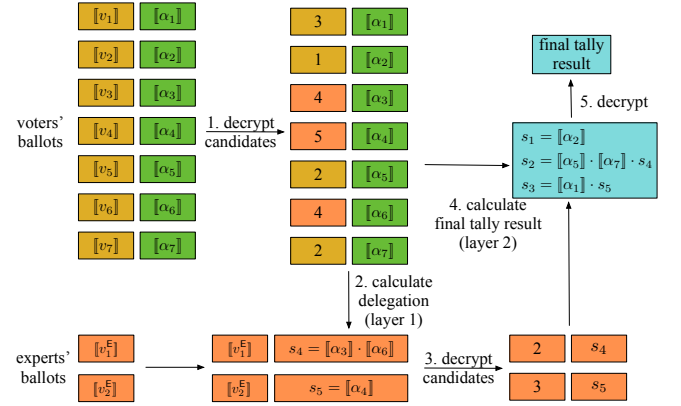 ⟦v₁⟧ ⟦α₁⟧
⟦v₂⟧ ⟦α₂⟧
⟦v₃⟧ ⟦α₃⟧
⟦v₄⟧ ⟦α₄⟧
⟦v₅⟧ ⟦α₅⟧
⟦v₆⟧ ⟦α₆⟧
⟦v₇⟧ ⟦α₇⟧
voters'
ballots
1. decrypt
candidates
3 ⟦α₁⟧
1 ⟦α₂⟧
4 ⟦α₃⟧
5 ⟦α₄⟧
2 ⟦α₅⟧
4 ⟦α₆⟧
2 ⟦α₇⟧
final tally
result
5. decrypt
s₁ = ⟦α₂⟧
s₂ = ⟦α₅⟧ · ⟦α₇⟧ · s₄
s₃ = ⟦α₁⟧ · s₅
4. calculate
final tally result
(layer 2)
2. calculate
delegation
(layer 1)
experts'
ballots
⟦v₁ᴱ⟧
⟦v₂ᴱ⟧
⟦v₁ᴱ⟧ s₄ = ⟦α₃⟧ · ⟦α₆⟧
⟦v₂ᴱ⟧ s₅ = ⟦α₄⟧
3. decrypt
candidates
2 s₄
3 s₅